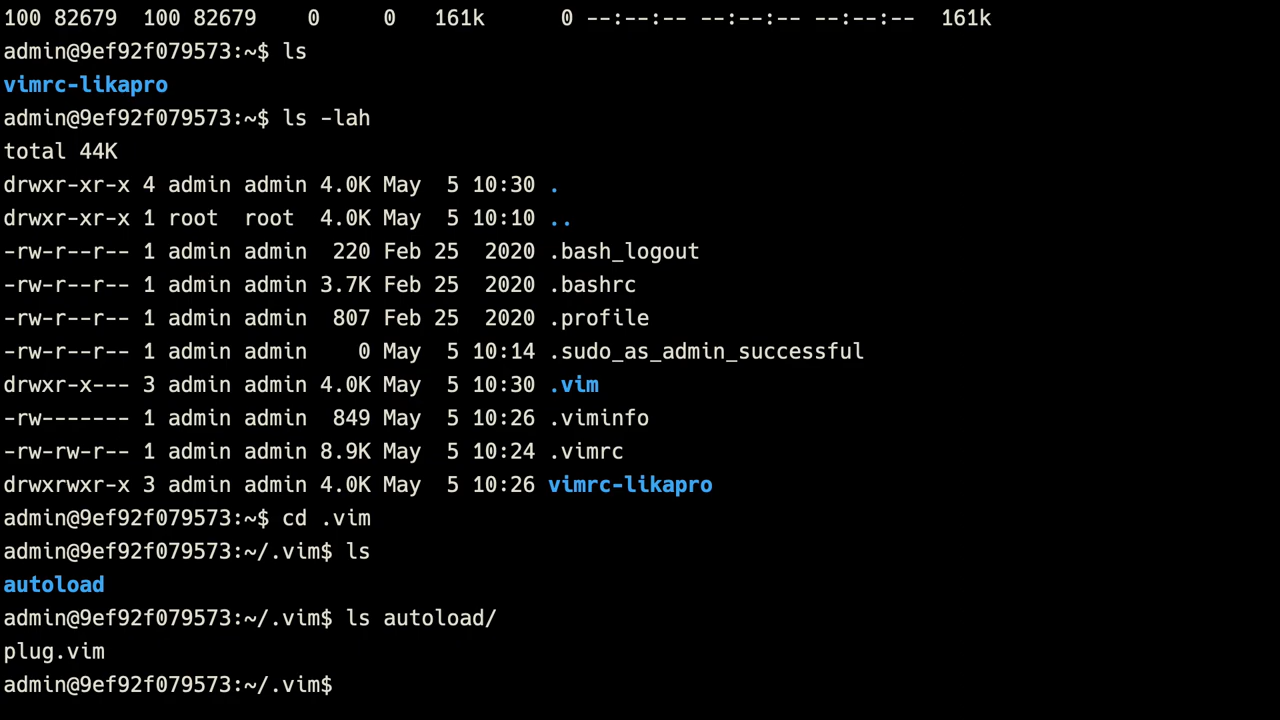 100 82679  100 82679    0     0   161k      0 --:--:-- --:--:-- --:--:--  161k
admin@9ef92f079573:~$ ls
vimrc-likapro
admin@9ef92f079573:~$ ls -lah
total 44K
drwxr-xr-x 4 admin admin 4.0K May  5 10:30 .
drwxr-xr-x 1 root  root  4.0K May  5 10:10 ..
-rw-r--r-- 1 admin admin  220 Feb 25  2020 .bash_logout
-rw-r--r-- 1 admin admin 3.7K Feb 25  2020 .bashrc
-rw-r--r-- 1 admin admin  807 Feb 25  2020 .profile
-rw-r--r-- 1 admin admin    0 May  5 10:14 .sudo_as_admin_successful
drwxr-x--- 3 admin admin 4.0K May  5 10:30 .vim
-rw------- 1 admin admin  849 May  5 10:26 .viminfo
-rw-rw-r-- 1 admin admin 8.9K May  5 10:24 .vimrc
drwxrwxr-x 3 admin admin 4.0K May  5 10:26 vimrc-likapro
admin@9ef92f079573:~$ cd .vim
admin@9ef92f079573:~/.vim$ ls
autoload
admin@9ef92f079573:~/.vim$ ls autoload/
plug.vim
admin@9ef92f079573:~/.vim$